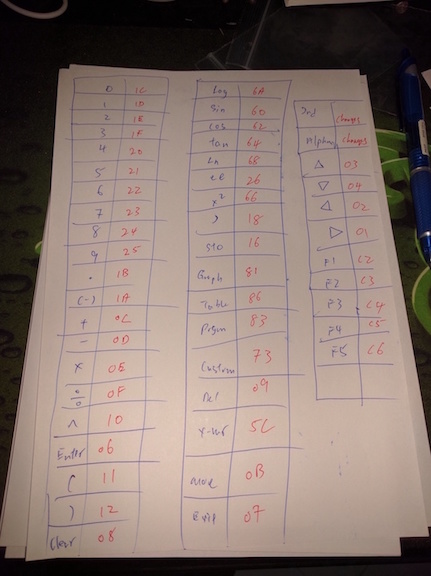 0 1C
1 1D
2 1E
3 1F
4 20
5 21
6 22
7 23
8 24
9 25
. 1B
(-) 1A
+ 0C
- 0D
× 0E
÷ 0F
^ 10
Enter 06
( 11
) 12
Clear 08
Log 6A
Sin 60
Cos 62
Tan 64
Ln 68
EE 26
x² 66
, 18
STO 16
Graph 81
Table 86
Prgm 83
Custom 73
Del 09
x-var 5C
more 0B
Exit 07
2nd changes
Alpha changes
△ 03
▽ 04
◁ 02
▷ 01
F1 C2
F2 C3
F3 C4
F4 C5
F5 C6